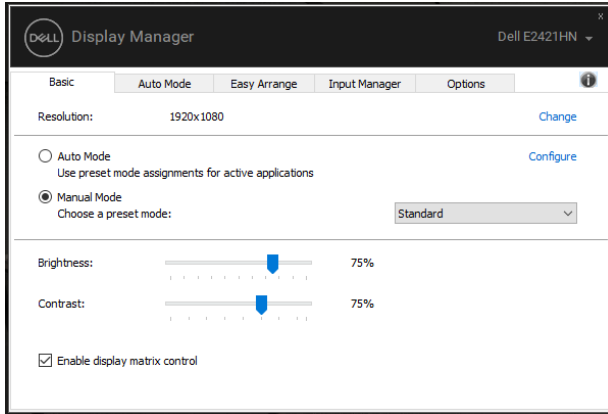 DELL Display Manager Dell E2421HN
x
Basic Auto Mode Easy Arrange Input Manager Options
Resolution: 1920x1080 Change
Auto Mode Configure
Use preset mode assignments for active applications
Manual Mode
Choose a preset mode: Standard
Brightness: 75%
Contrast: 75%
Enable display matrix control